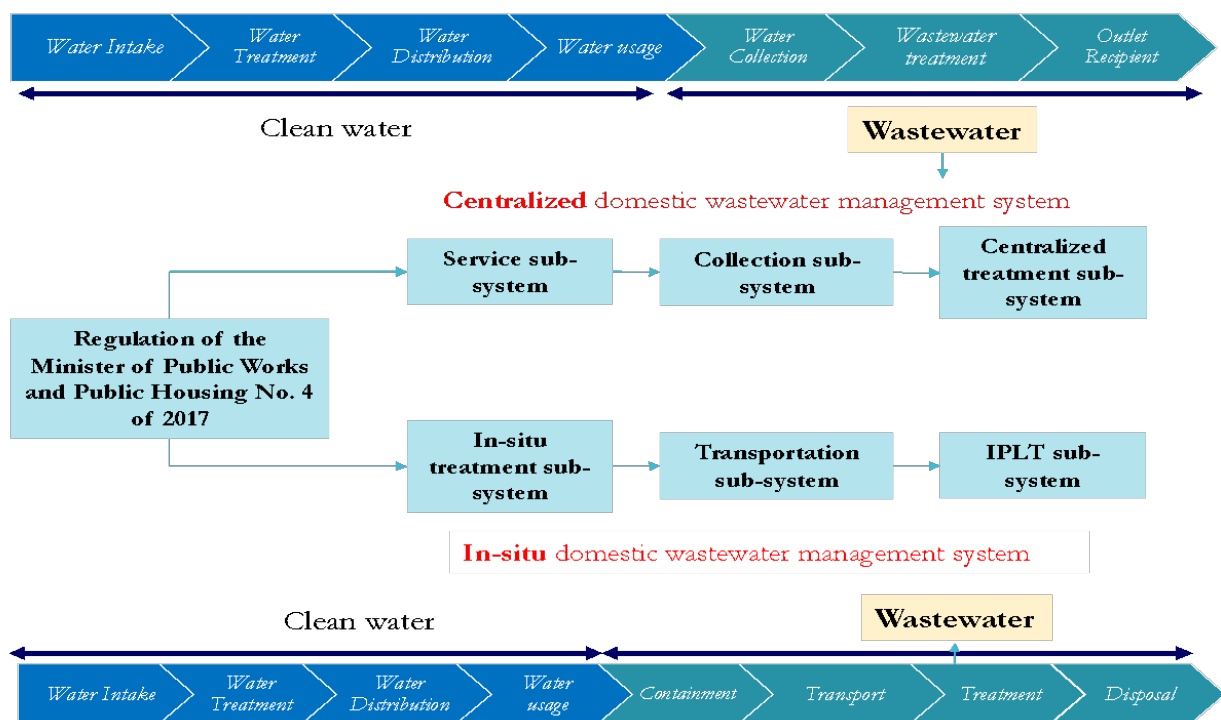 Water Intake
Water
Treatment
Water
Distribution
Water usage
Water
Collection
Wastewater
treatment
Outlet
Recipient
Clean water
Wastewater
Centralized domestic wastewater management system
Service sub-
system
Collection sub-
system
Centralized
treatment sub-
system
Regulation of the
Minister of Public Works
and Public Housing No. 4
of 2017
In-situ
treatment sub-
system
Transportation
sub-system
IPLT sub-
system
In-situ domestic wastewater management system
Clean water
Wastewater
Water Intake
Water
Treatment
Water
Distribution
Water
usage
Containment
Transport
Treatment
Disposal